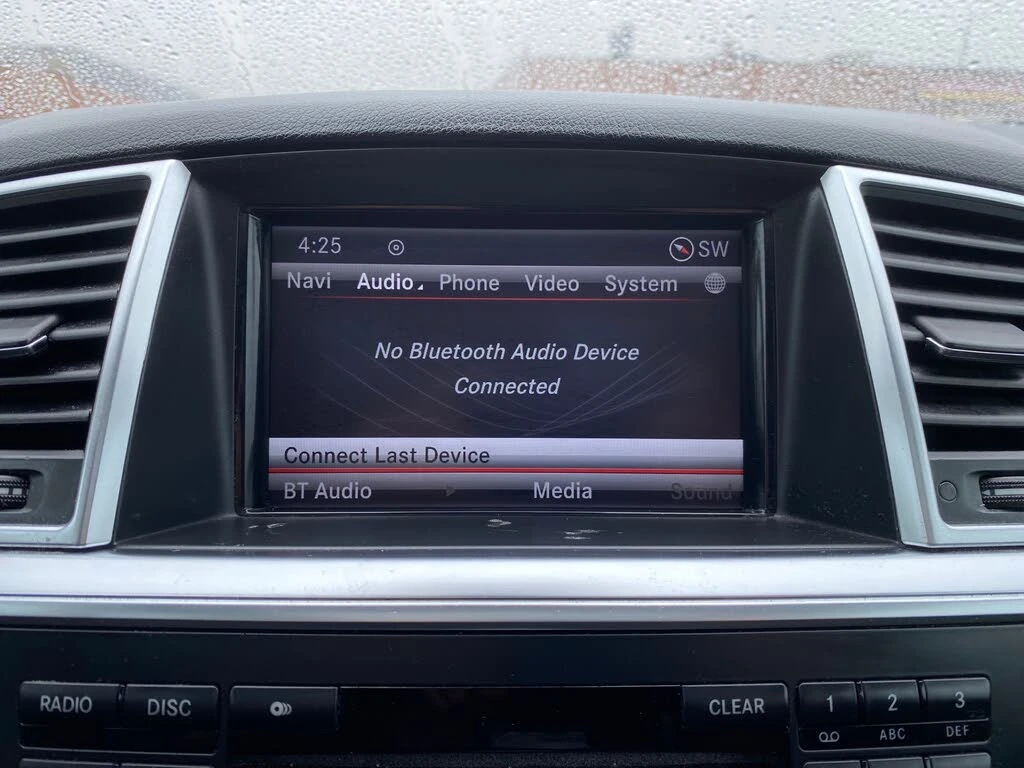 4:25 SW
Navi Audio Phone Video System
No Bluetooth Audio Device
Connected
Connect Last Device
BT Audio Media Sound
RADIO DISC CLEAR 1 2 3
ABC DEF